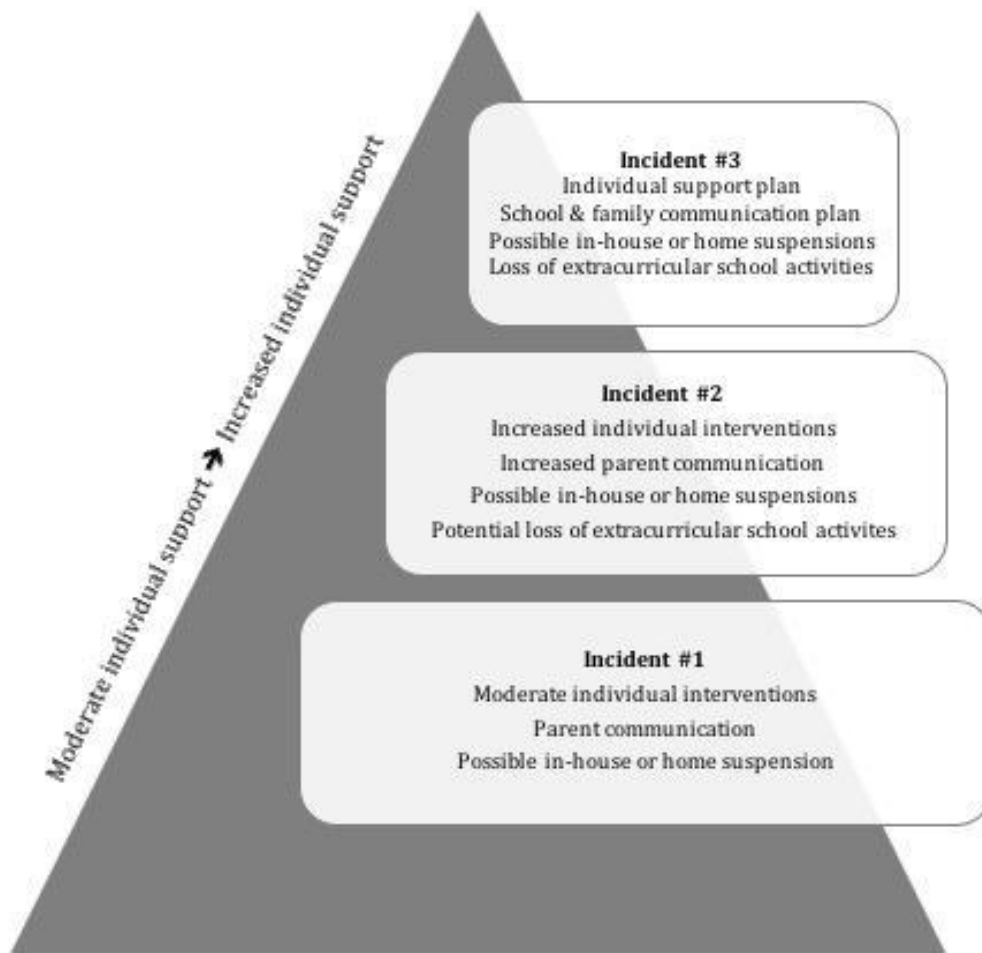 Moderate individual support → Increased individual support
Incident #3
Individual support plan
School & family communication plan
Possible in-house or home suspensions
Loss of extracurricular school activities
Incident #2
Increased individual interventions
Increased parent communication
Possible in-house or home suspensions
Potential loss of extracurricular school activites
Incident #1
Moderate individual interventions
Parent communication
Possible in-house or home suspension